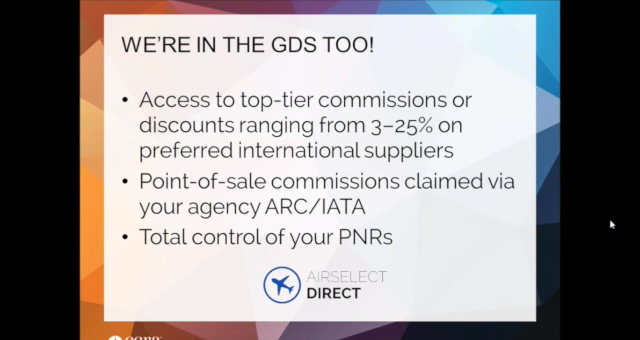 WE'RE IN THE GDS TOO!
• Access to top-tier commissions or
discounts ranging from 3–25% on
preferred international suppliers
• Point-of-sale commissions claimed via
your agency ARC/IATA
• Total control of your PNRs
AIRSELECT
DIRECT